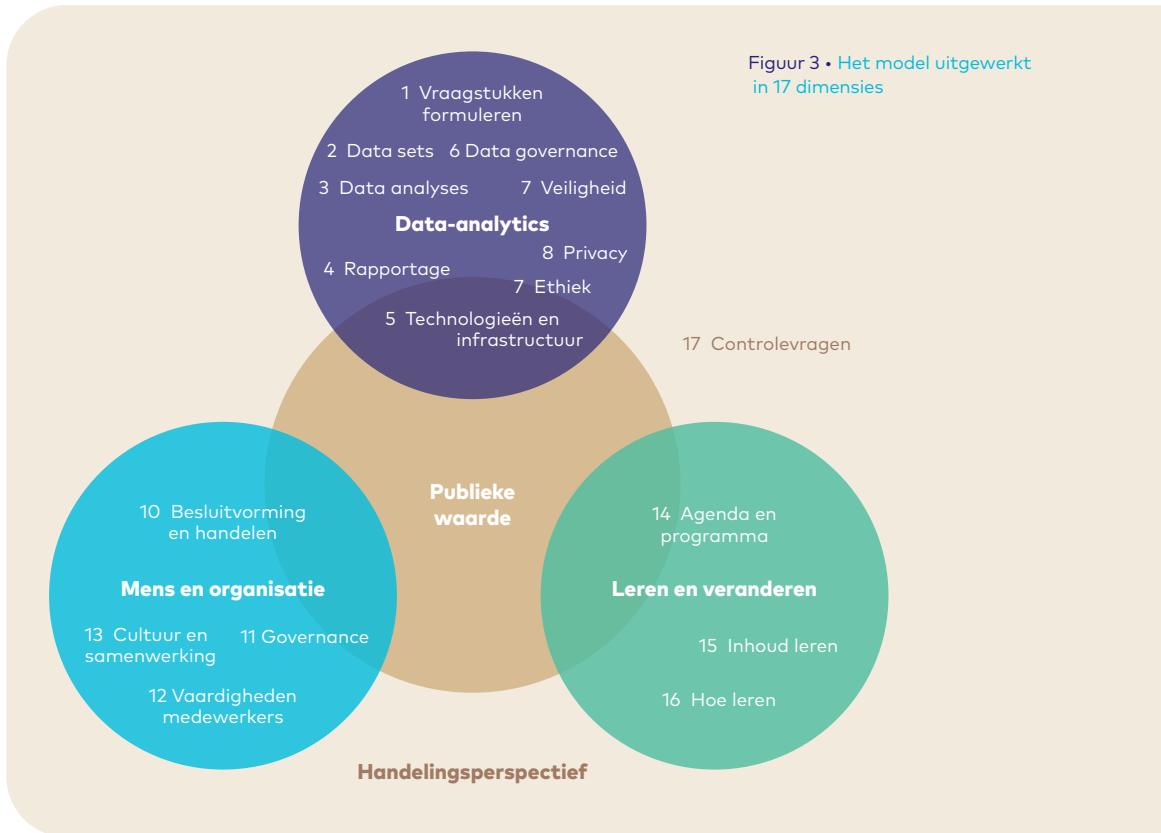 Figuur 3 • Het model uitgewerkt
in 17 dimensies
1 Vraagstukken
formuleren
2 Data sets
6 Data governance
3 Data analyses
7 Veiligheid
Data-analytics
8 Privacy
4 Rapportage
7 Ethiek
5 Technologieën en
infrastructuur
17 Controlevragen
Publieke
waarde
10 Besluitvorming
en handelen
Mens en organisatie
13 Cultuur en
samenwerking
11 Governance
12 Vaardigheden
medewerkers
14 Agenda en
programma
Leren en veranderen
15 Inhoud leren
16 Hoe leren
Handelingsperspectief